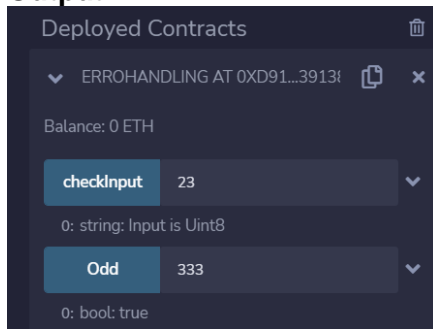 Deployed Contracts
ERROHANDLING AT 0XD91...39138
Balance: 0 ETH
checkInput 23
0: string: Input is Uint8
Odd 333
0: bool: true